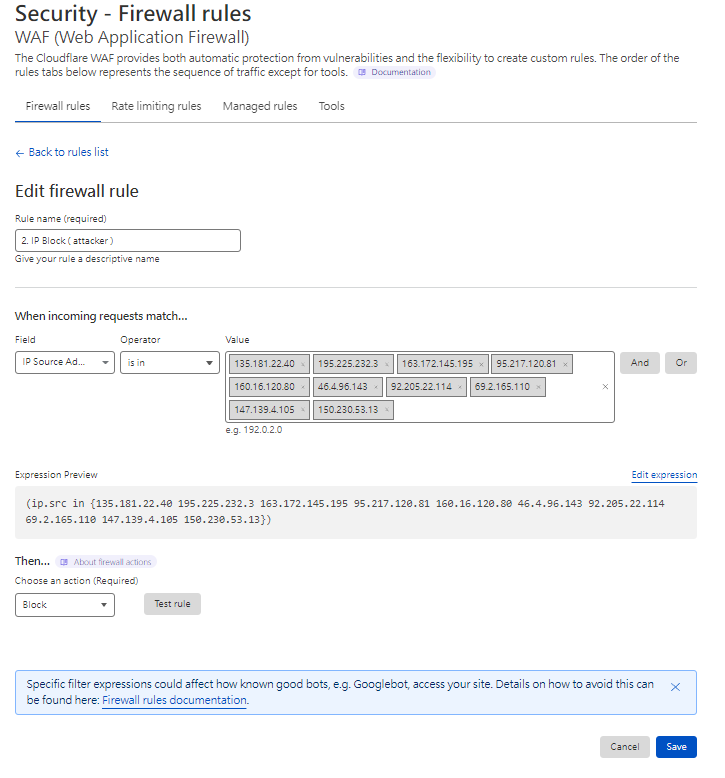 Security - Firewall rules
WAF (Web Application Firewall)
The Cloudflare WAF provides both automatic protection from vulnerabilities and the flexibility to create custom rules. The order of the
rules tabs below represents the sequence of traffic except for tools. Documentation
Firewall rules Rate limiting rules Managed rules Tools
← Back to rules list
Edit firewall rule
Rule name (required)
2. IP Block ( attacker )
Give your rule a descriptive name
When incoming requests match...
Field Operator Value
IP Source Ad... is in 135.181.22.40 × 195.225.232.3 × 163.172.145.195 × 95.217.120.81 × And Or
160.16.120.80 × 46.4.96.143 × 92.205.22.114 × 69.2.165.110 × ×
147.139.4.105 × 150.230.53.13 ×
e.g. 192.0.2.0
Expression Preview Edit expression
(ip.src in {135.181.22.40 195.225.232.3 163.172.145.195 95.217.120.81 160.16.120.80 46.4.96.143 92.205.22.114
69.2.165.110 147.139.4.105 150.230.53.13})
Then... About firewall actions
Choose an action (Required)
Block Test rule
Specific filter expressions could affect how known good bots, e.g. Googlebot, access your site. Details on how to avoid this can ×
be found here: Firewall rules documentation.
Cancel Save